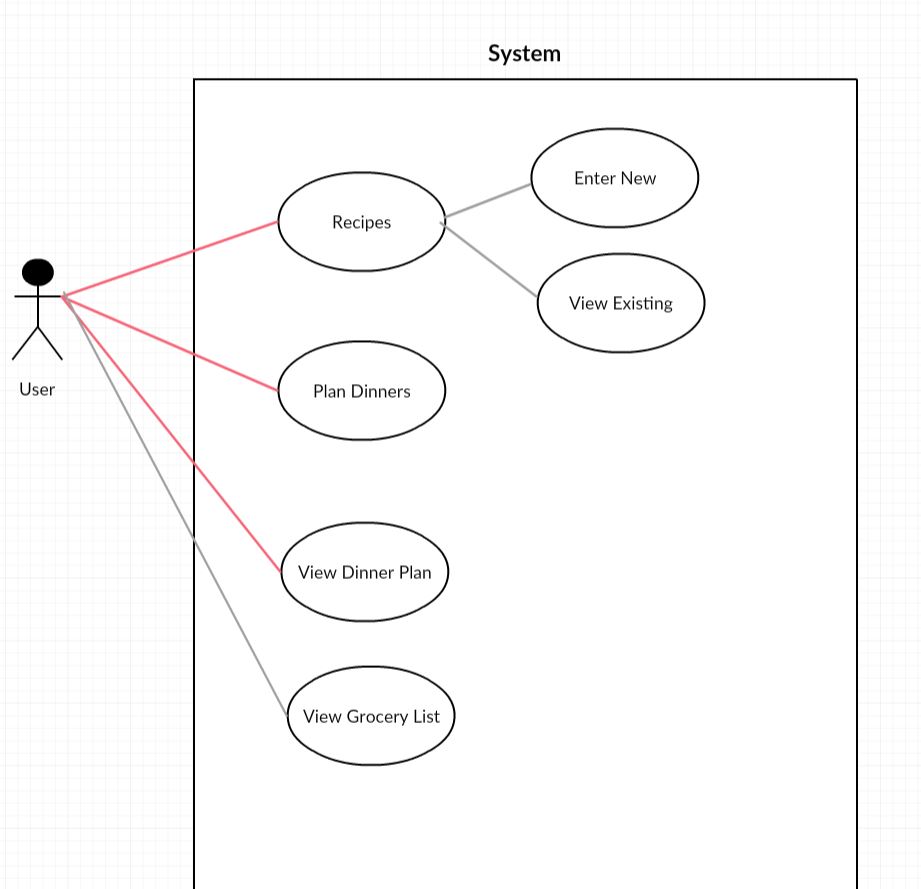 System
Enter New
Recipes
View Existing
User
Plan Dinners
View Dinner Plan
View Grocery List